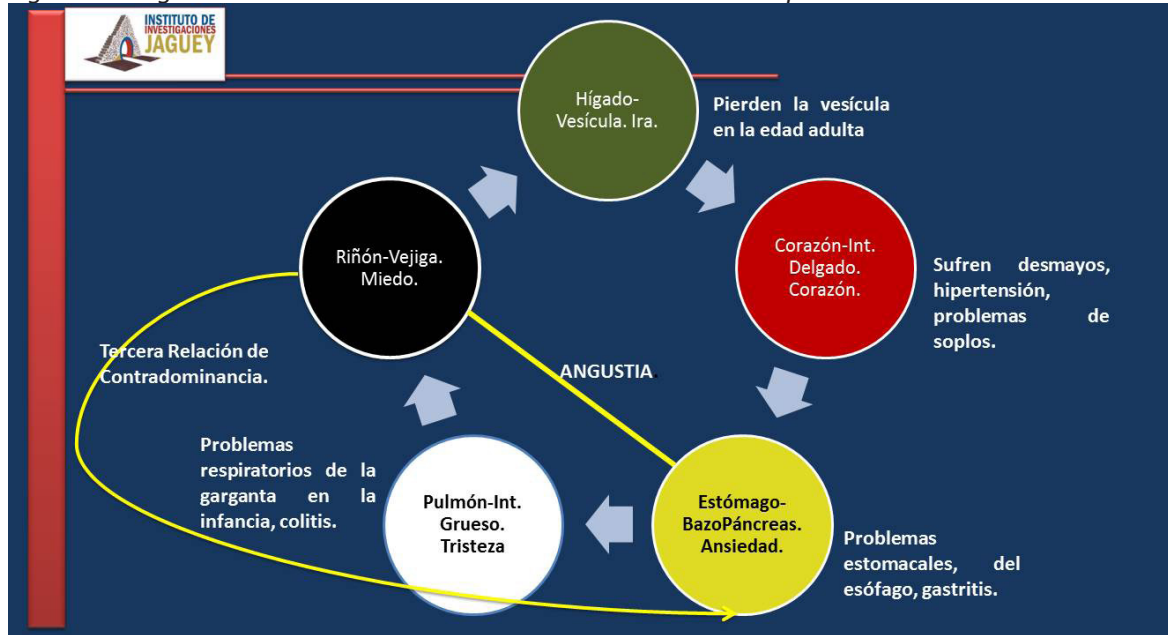 INSTITUTO DE
INVESTIGACIONES
JAGUEY
Hígado-
Vesícula. Ira.
Pierden la vesícula
en la edad adulta
Corazón-Int.
Delgado.
Corazón.
Sufren desmayos,
hipertensión,
problemas de
soplos.
Riñón-Vejiga.
Miedo.
Tercera Relación de
Contradominancia.
ANGUSTIA.
Problemas
respiratorios de la
garganta en la
infancia, colitis.
Pulmón-Int.
Grueso.
Tristeza
Estómago-
BazoPáncreas.
Ansiedad.
Problemas
estomacales, del
esófago, gastritis.